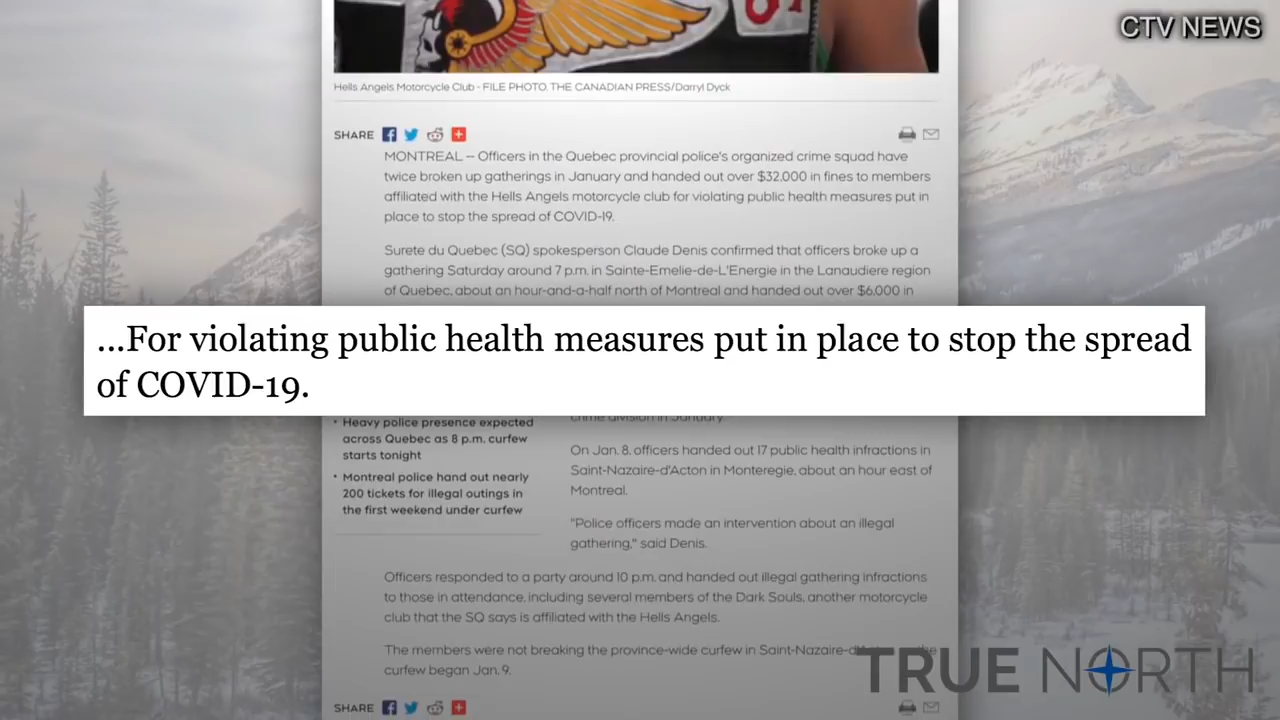 CTV NEWS
Hells Angels Motorcycle Club - FILE PHOTO. THE CANADIAN PRESS/Darryl Dyck
SHARE
MONTREAL – Officers in the Quebec provincial police's organized crime squad have
twice broken up gatherings in January and handed out over $32,000 in fines to members
affiliated with the Hells Angels motorcycle club for violating public health measures put in
place to stop the spread of COVID-19.
Surete du Quebec (SQ) spokesperson Claude Denis confirmed that officers broke up a
gathering Saturday around 7 p.m. in Sainte-Emelie-de-L'Energie in the Lanaudiere region
of Quebec, about an hour-and-a-half north of Montreal and handed out over $6,000 in
...For violating public health measures put in place to stop the spread
of COVID-19.
crime division in January.
• Heavy police presence expected
across Quebec as 8 p.m. curfew
starts tonight
• Montreal police hand out nearly
200 tickets for illegal outings in
the first weekend under curfew
On Jan. 8, officers handed out 17 public health infractions in
Saint-Nazaire-d'Acton in Monteregie, about an hour east of
Montreal.
"Police officers made an intervention about an illegal
gathering," said Denis.
Officers responded to a party around 10 p.m. and handed out illegal gathering infractions
to those in attendance, including several members of the Dark Souls, another motorcycle
club that the SQ says is affiliated with the Hells Angels.
The members were not breaking the province-wide curfew in
curfew began Jan. 9.
TRUE NORTH
SHARE